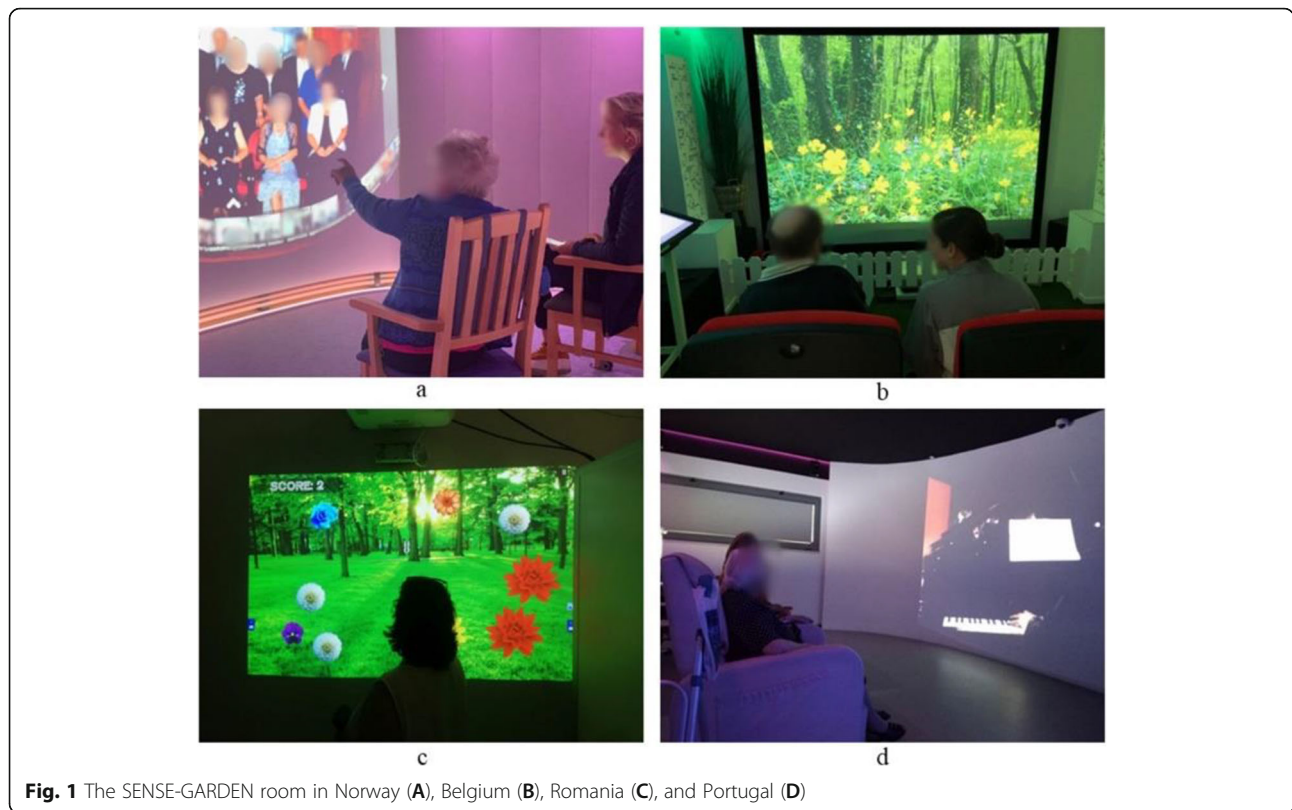 a
b
SCORE: 2
c
d
Fig. 1 The SENSE-GARDEN room in Norway (A), Belgium (B), Romania (C), and Portugal (D)